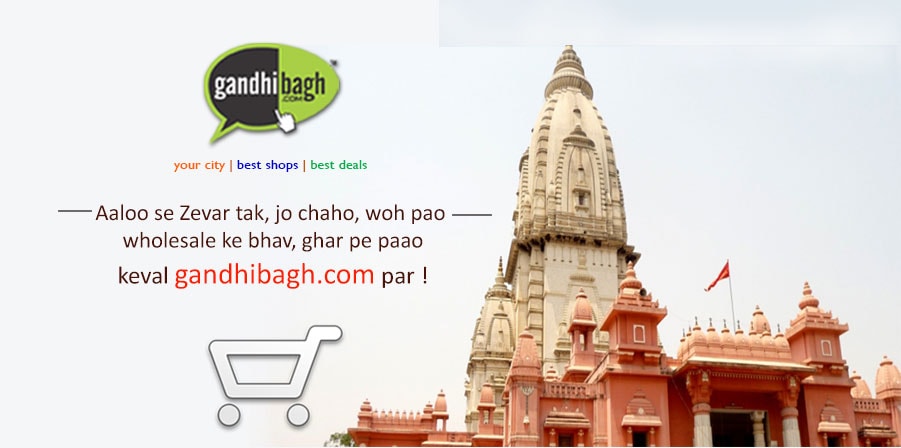 gandhibagh
.COM
TM
your city | best shops | best deals
Aaloo se Zevar tak, jo chaho, woh pao
wholesale ke bhav, ghar pe paao
keval gandhibagh.com par !